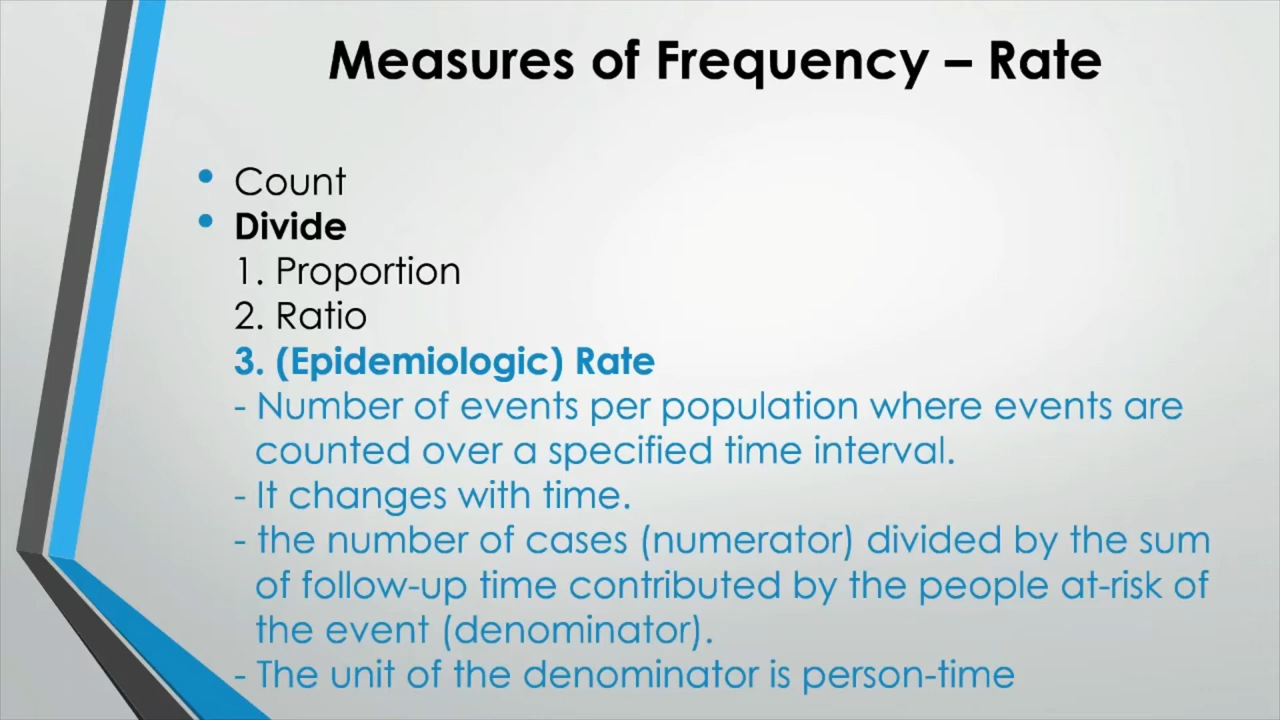 Measures of Frequency – Rate
• Count
• Divide
1. Proportion
2. Ratio
3. (Epidemiologic) Rate
- Number of events per population where events are
counted over a specified time interval.
- It changes with time.
- the number of cases (numerator) divided by the sum
of follow-up time contributed by the people at-risk of
the event (denominator).
- The unit of the denominator is person-time